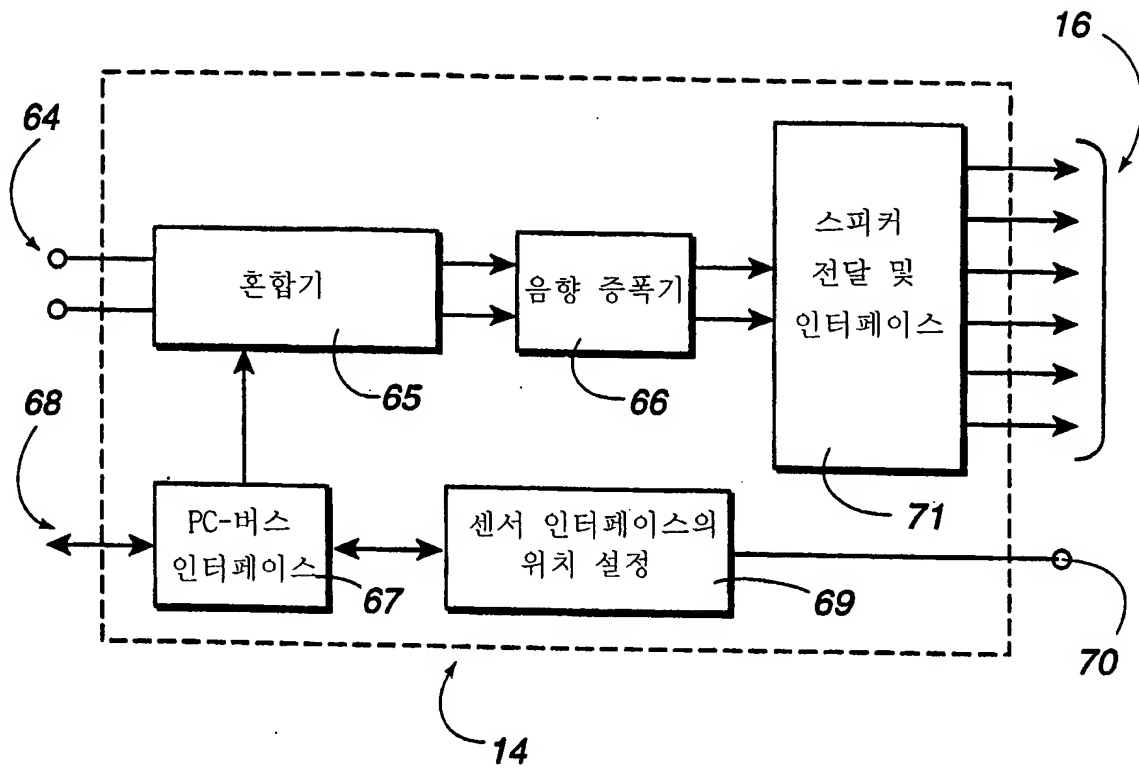 16
64
스피커
전달 및
인터페이스
혼합기
음향 증폭기
65
66
68
71
PC-버스
인터페이스
67
센서 인터페이스의
위치 설정
69
70
14